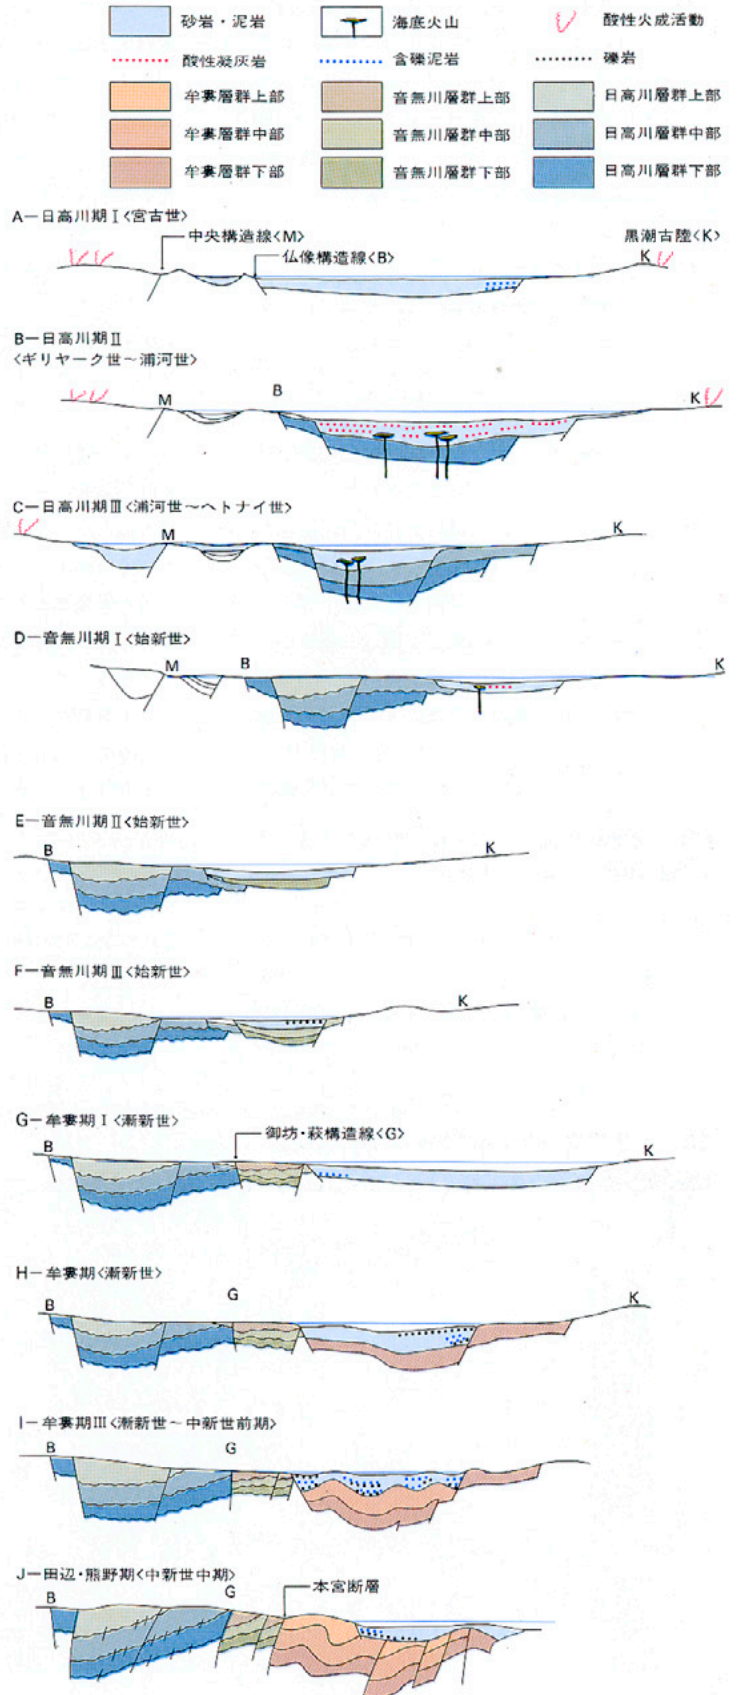 砂岩・泥岩
海底火山
酸性火成活動
酸性凝灰岩
含礫泥岩
礫岩
牟婁層群上部
音無川層群上部
日高川層群上部
牟婁層群中部
音無川層群中部
日高川層群中部
牟婁層群下部
音無川層群下部
日高川層群下部
A―日高川期Ⅰ<宮古世>
中央構造線<M>
仏像構造線<B>
黒潮古陸<K>
K
B―日高川期Ⅱ
<ギリヤーク世~浦河世>
M
B
K
C―日高川期Ⅲ<浦河世~ヘトナイ世>
M
B
K
D―音無川期Ⅰ<始新世>
M
B
K
E―音無川期Ⅱ<始新世>
B
K
F―音無川期Ⅲ<始新世>
B
K
G―牟婁期Ⅰ<漸新世>
御坊・萩構造線<G>
B
K
H―牟婁期<漸新世>
B
G
K
I―牟婁期Ⅲ<漸新世~中新世前期>
B
G
J―田辺・熊野期<中新世中期>
B
G
本宮断層